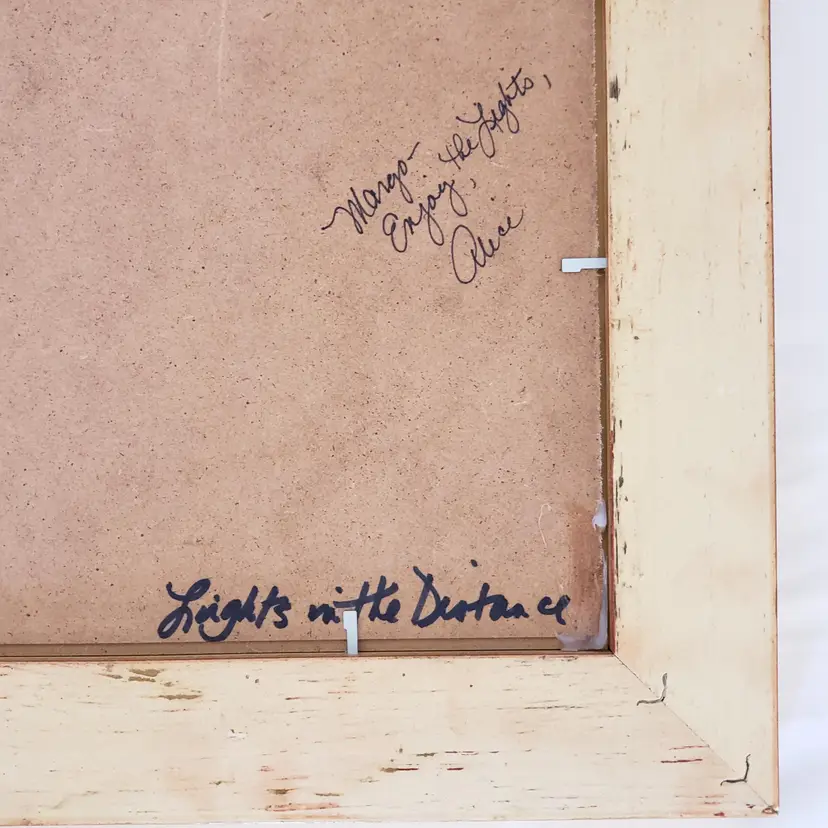 Margo—
Enjoy the Lights,
Alice
Lights in the Distance